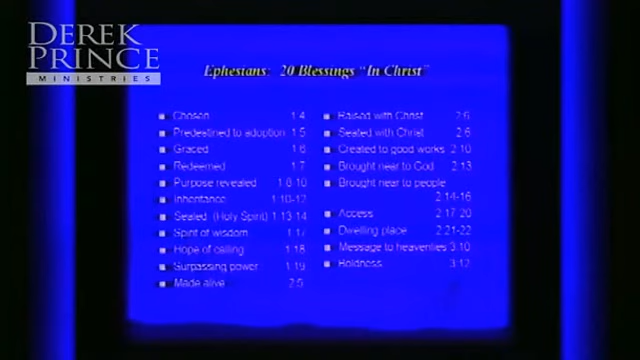 DEREK
PRINCE
MINISTRIES
Ephesians: 20 Blessings "In Christ"
Chosen 1:4
Predestined to adoption 1:5
Graced 1:6
Redeemed 1:7
Purpose revealed 1:8-10
Inheritance 1:10-12
Sealed (Holy Spirit) 1:13-14
Spirit of wisdom 1:17
Hope of calling 1:18
Surpassing power 1:19
Made alive 2:5
Raised with Christ 2:6
Seated with Christ 2:6
Created to good works 2:10
Brought near to God 2:13
Brought near to people
2:14-16
Access 2:17-20
Dwelling place 2:21-22
Message to heavenlies 3:10
Boldness 3:12